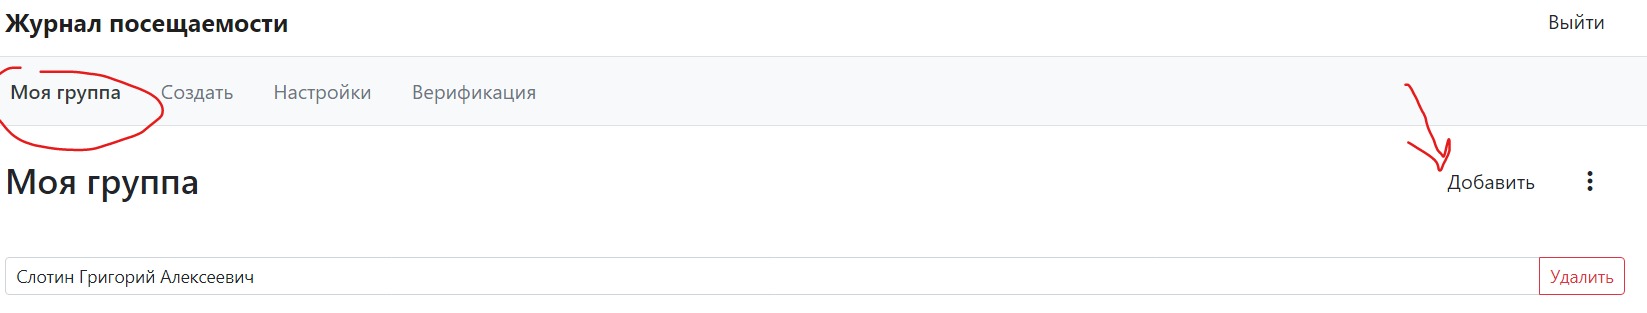 Журнал посещаемости Выйти
Моя группа Создать Настройки Верификация
Моя группа Добавить
Слотин Григорий Алексеевич Удалить